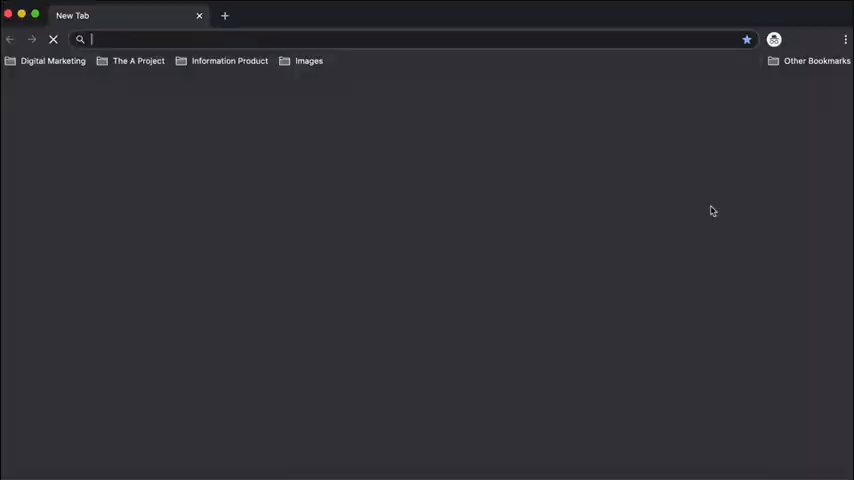 New Tab
Digital Marketing The A Project Information Product Images Other Bookmarks